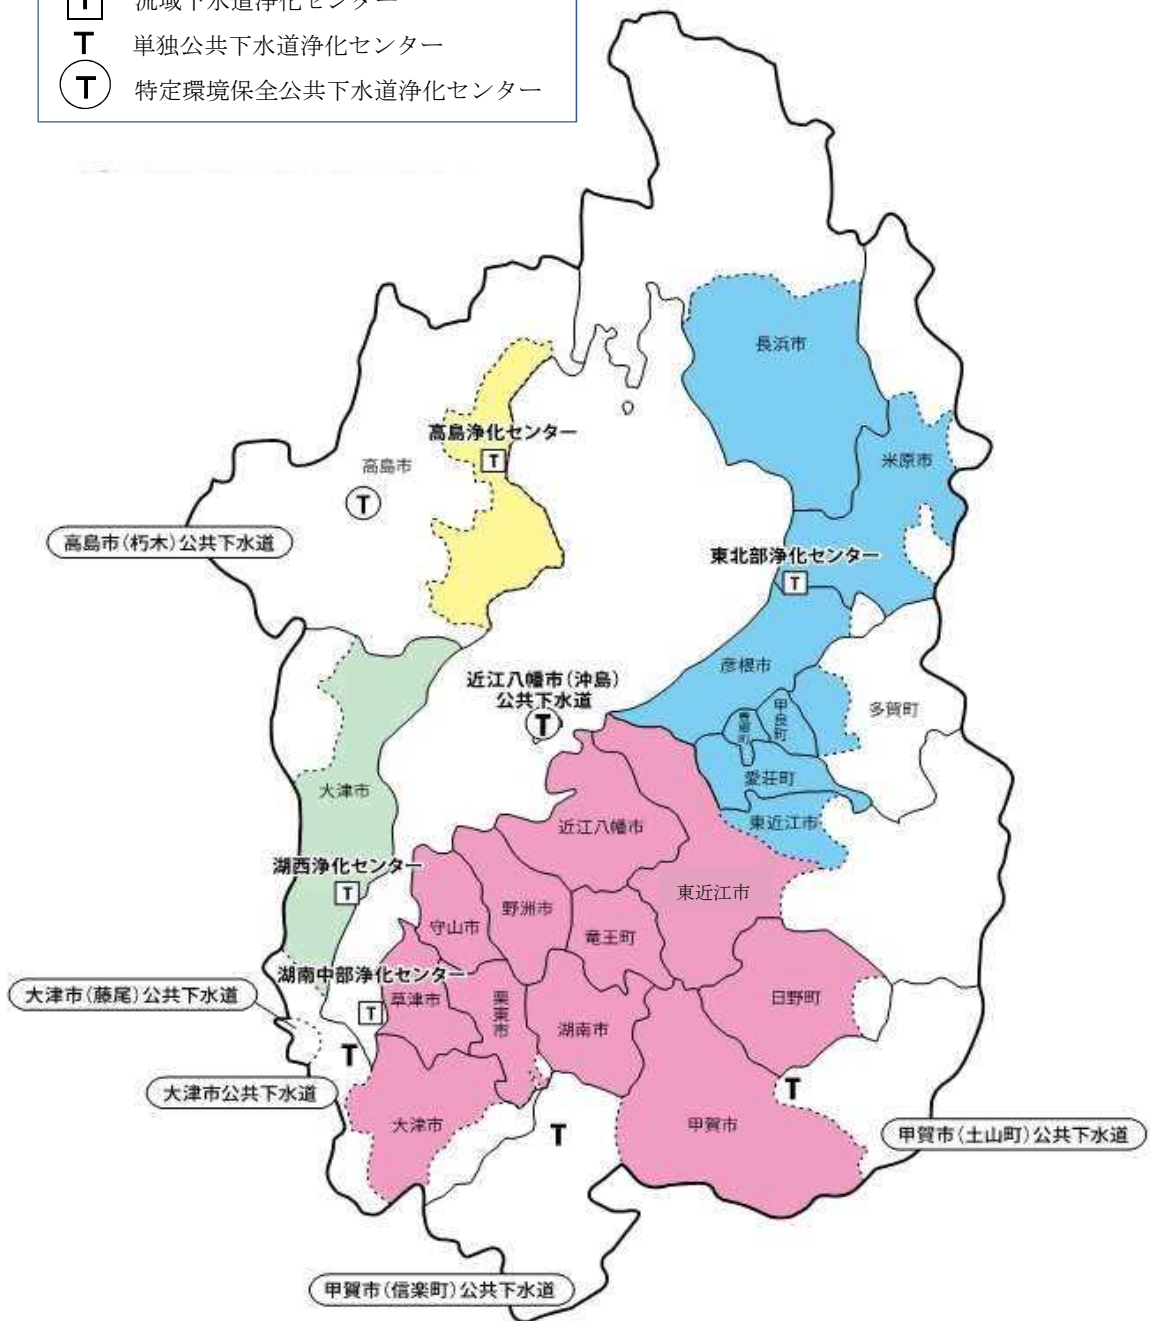 T 流域下水道浄化センター
T 単独公共下水道浄化センター
T 特定環境保全公共下水道浄化センター
長浜市
高島浄化センター
T
高島市
T
米原市
高島市(朽木)公共下水道
東北部浄化センター
T
彦根市
近江八幡市(沖島)
公共下水道
T
甲良町
豊郷町
多賀町
愛荘町
大津市
東近江市
近江八幡市
湖西浄化センター
T
東近江市
野洲市
守山市
竜王町
湖南中部浄化センター
T
大津市(藤尾)公共下水道
草津市
栗東市
日野町
湖南市
T
大津市公共下水道
T
大津市
T
甲賀市
甲賀市(土山町)公共下水道
甲賀市(信楽町)公共下水道